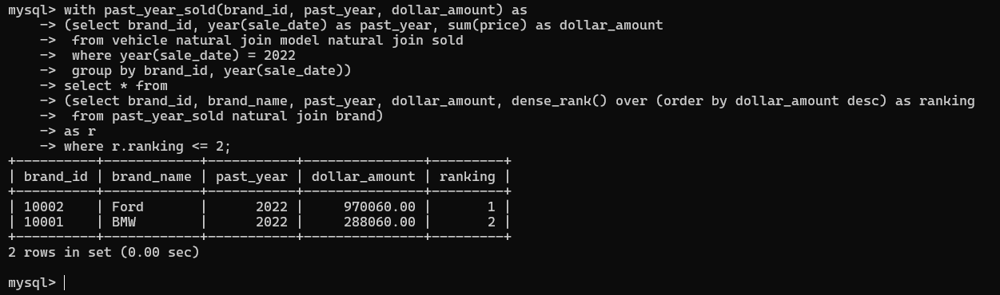 mysql> with past_year_sold(brand_id, past_year, dollar_amount) as
    -> (select brand_id, year(sale_date) as past_year, sum(price) as dollar_amount
    ->  from vehicle natural join model natural join sold
    ->  where year(sale_date) = 2022
    ->  group by brand_id, year(sale_date))
    -> select * from
    -> (select brand_id, brand_name, past_year, dollar_amount, dense_rank() over (order by dollar_amount desc) as ranking
    ->  from past_year_sold natural join brand)
    -> as r
    -> where r.ranking <= 2;
+----------+------------+-----------+---------------+---------+
| brand_id | brand_name | past_year | dollar_amount | ranking |
+----------+------------+-----------+---------------+---------+
| 10002    | Ford       |      2022 |     970060.00 |       1 |
| 10001    | BMW        |      2022 |     288060.00 |       2 |
+----------+------------+-----------+---------------+---------+
2 rows in set (0.00 sec)

mysql>